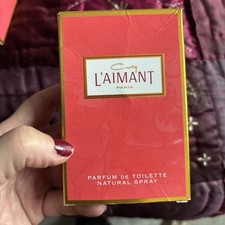 Coty
L'AIMANT
PARIS
PARFUM DE TOILETTE
NATURAL SPRAY